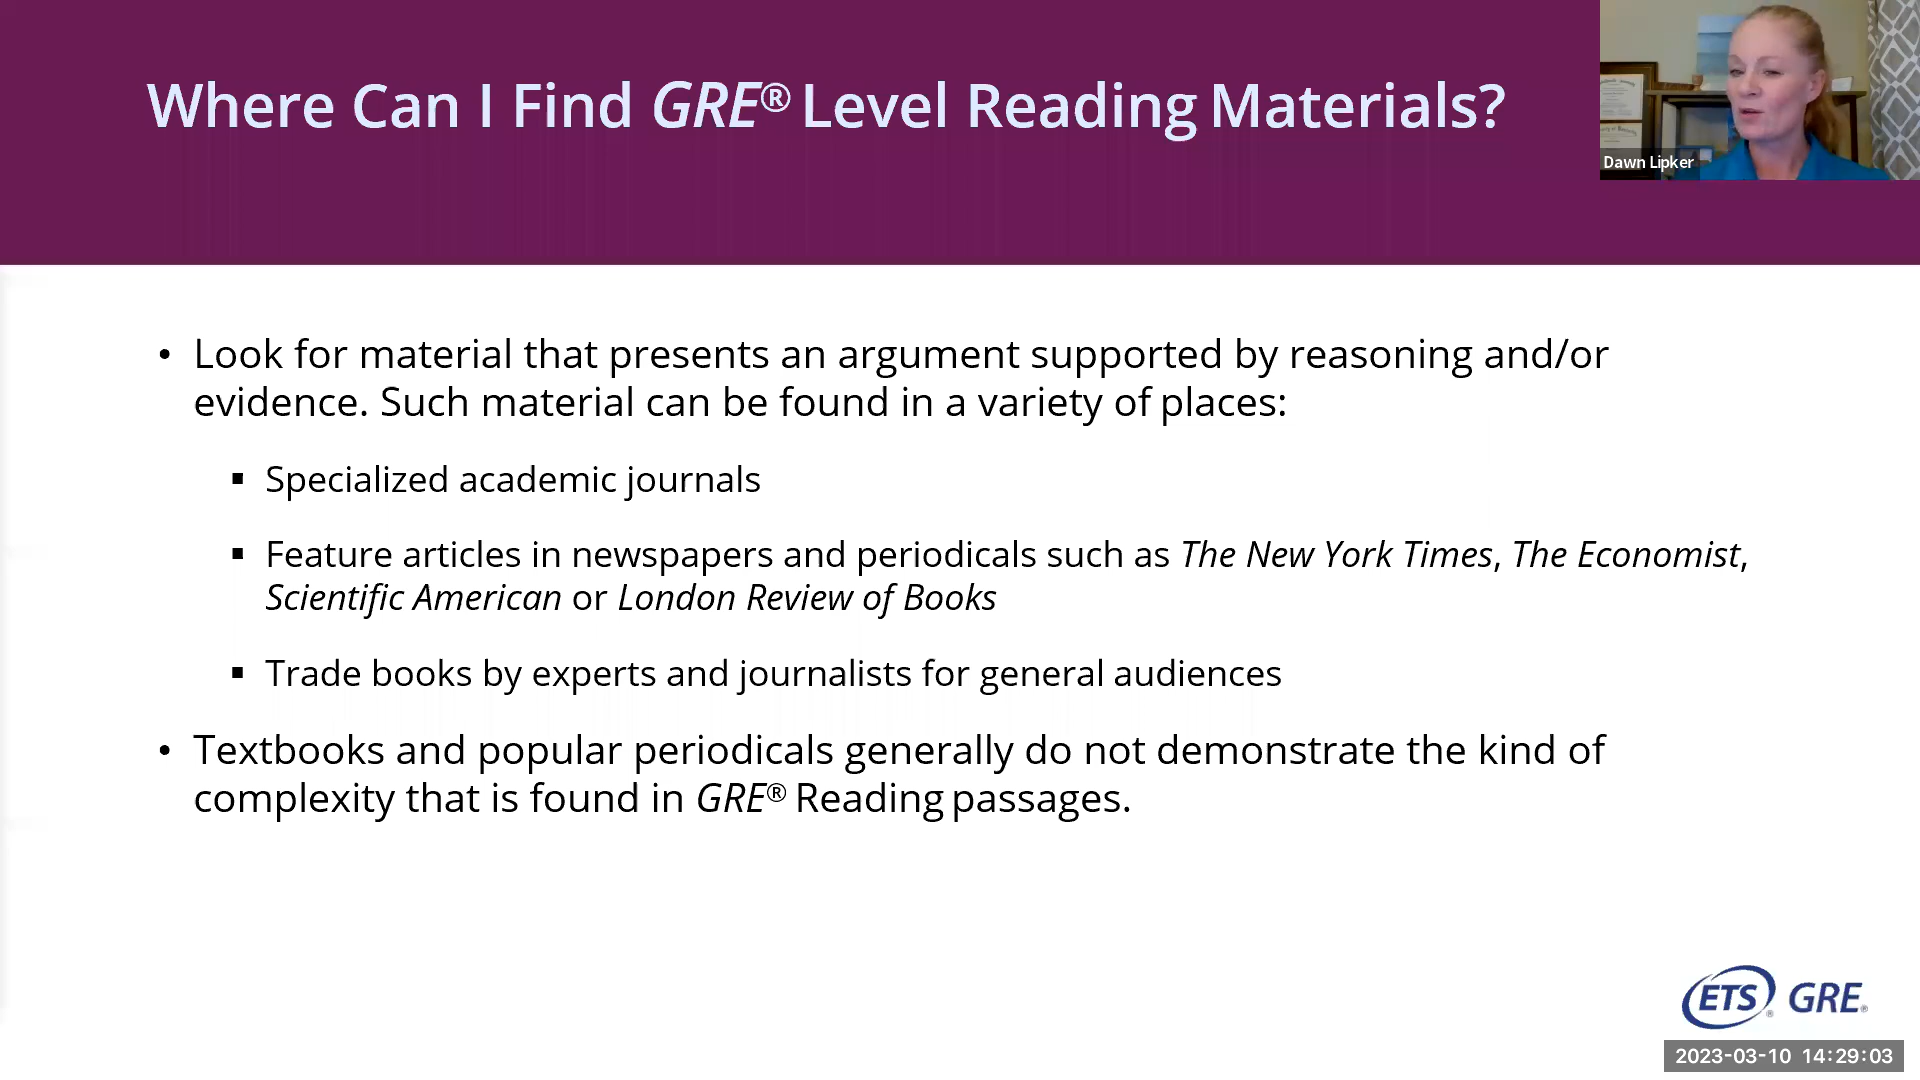 Where Can I Find GRE® Level Reading Materials?
Dawn Lipker
• Look for material that presents an argument supported by reasoning and/or
evidence. Such material can be found in a variety of places:
▪ Specialized academic journals
▪ Feature articles in newspapers and periodicals such as The New York Times, The Economist,
Scientific American or London Review of Books
▪ Trade books by experts and journalists for general audiences
• Textbooks and popular periodicals generally do not demonstrate the kind of
complexity that is found in GRE® Reading passages.
ETS® GRE®
2023-03-10 14:29:03